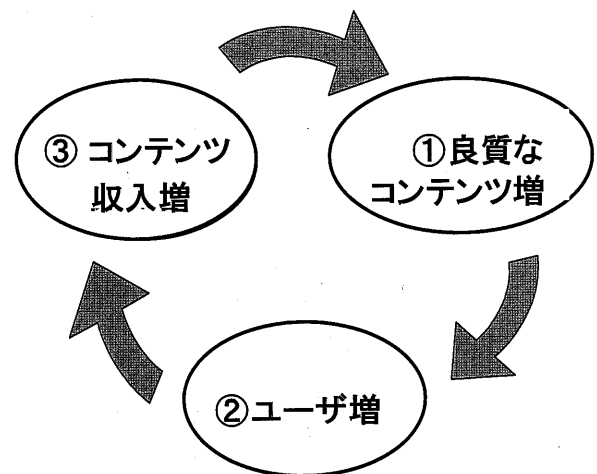 ①良質な
コンテンツ増
②ユーザ増
③ コンテンツ
収入増